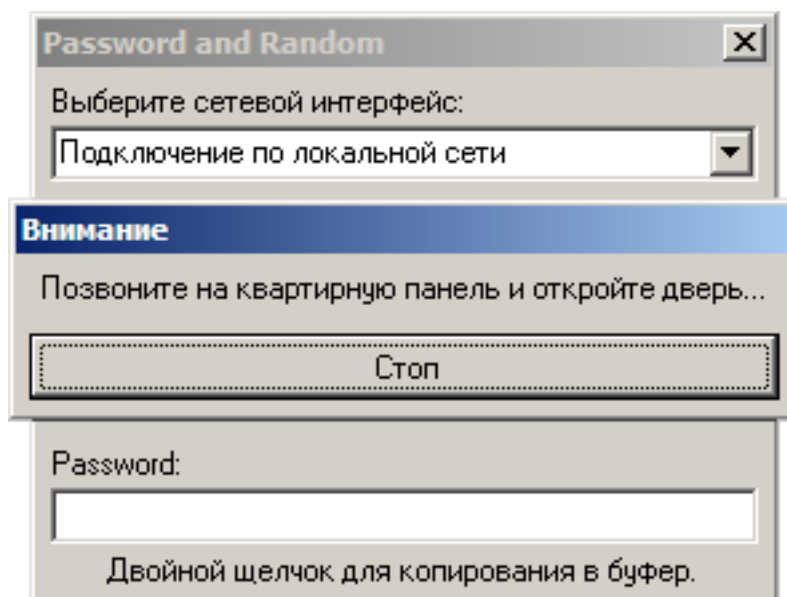 Password and Random
Выберите сетевой интерфейс:
Подключение по локальной сети
Внимание
Позвоните на квартирную панель и откройте дверь...
Стоп
Password:
Двойной щелчок для копирования в буфер.